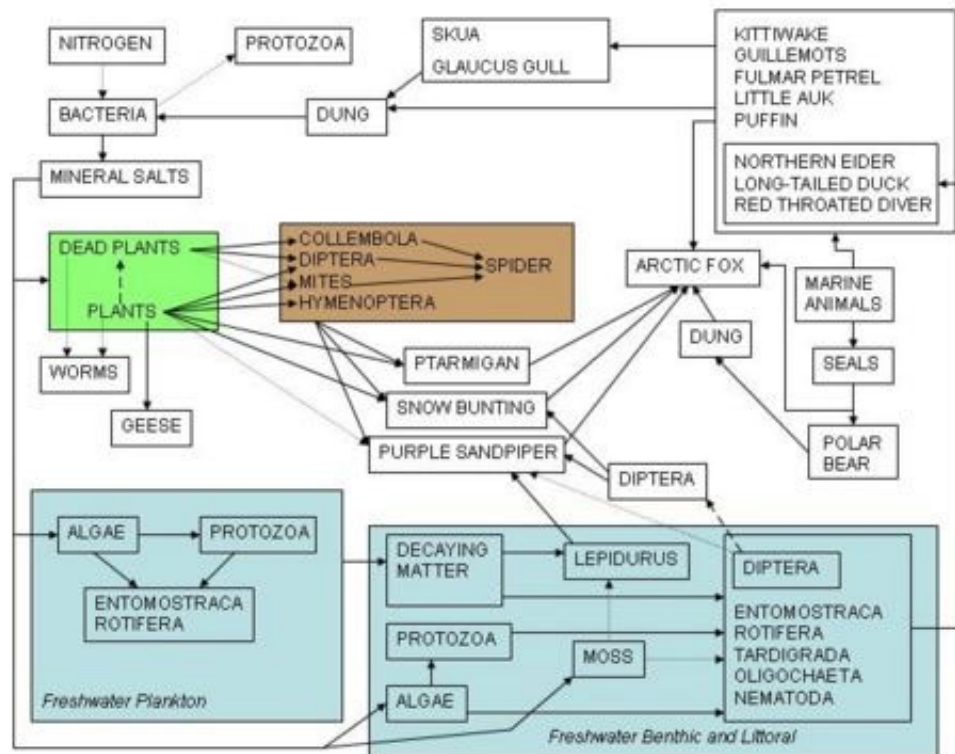 NITROGEN
PROTOZOA
SKUA
GLAUCUS GULL
KITTIWAKE
GUILLEMOTS
FULMAR PETREL
LITTLE AUK
PUFFIN
BACTERIA
DUNG
MINERAL SALTS
NORTHERN EIDER
LONG-TAILED DUCK
RED THROATED DIVER
DEAD PLANTS
PLANTS
COLLEMBOLA
DIPTERA
MITES
HYMENOPTERA
SPIDER
ARCTIC FOX
MARINE
ANIMALS
DUNG
SEALS
WORMS
PTARMIGAN
GEESE
SNOW BUNTING
PURPLE SANDPIPER
POLAR
BEAR
DIPTERA
ALGAE
PROTOZOA
ENTOMOSTRACA
ROTIFERA
Freshwater Plankton
DECAYING
MATTER
LEPIDURUS
DIPTERA
PROTOZOA
MOSS
ALGAE
ENTOMOSTRACA
ROTIFERA
TARDIGRADA
OLIGOCHAETA
NEMATODA
Freshwater Benthic and Littoral